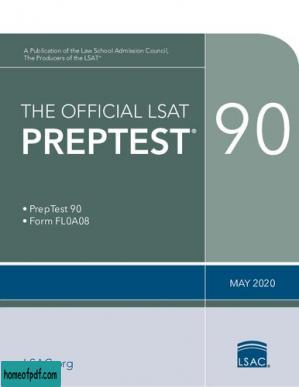 A Publication of the Law School Admission Council,
The Producers of the LSAT®
THE OFFICIAL LSAT
PREPTEST®
90
• PrepTest 90
• Form FL0A08
MAY 2020
LSAC.org
LSAC
homeofpdf.com